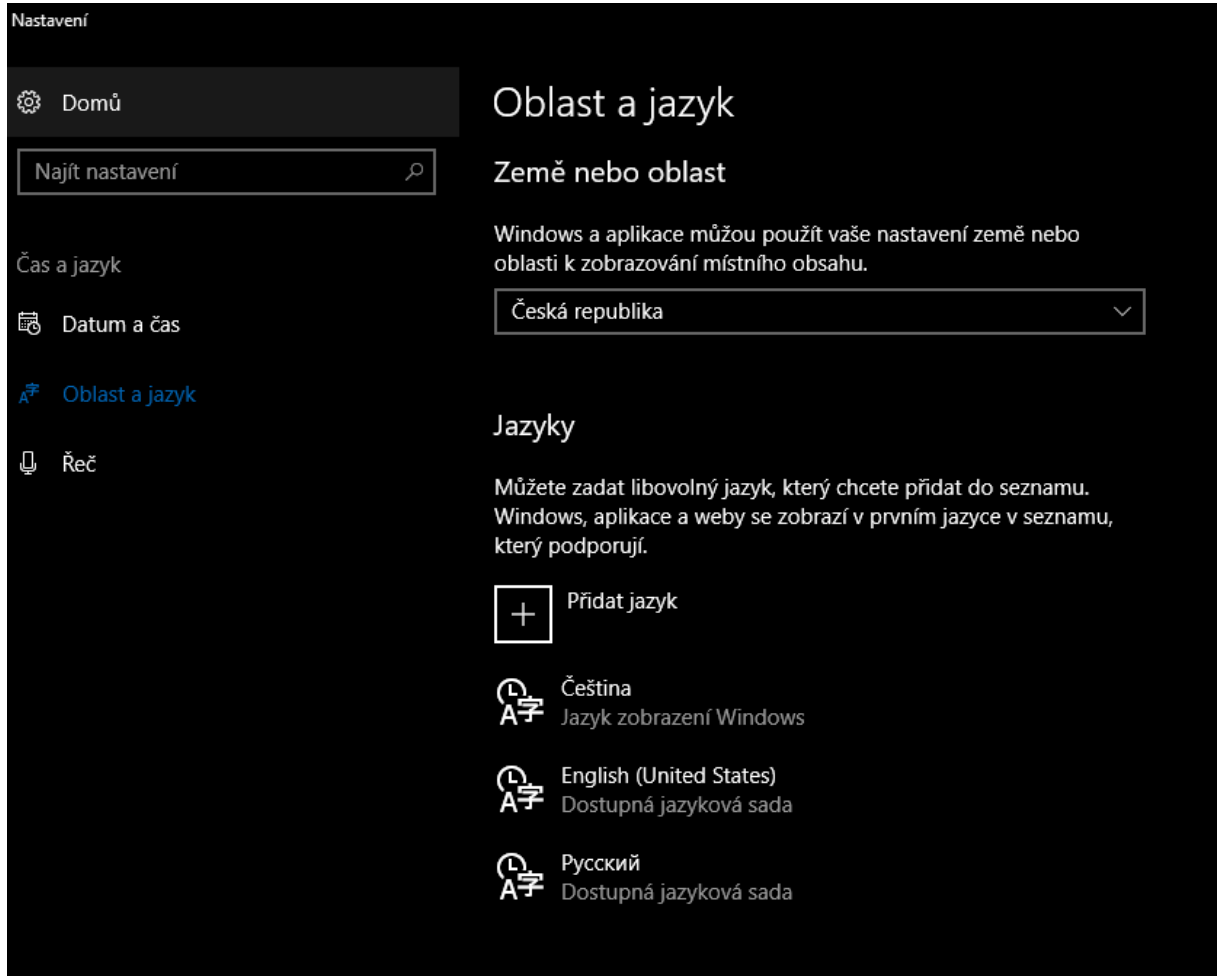 Nastavení
Domů
Najít nastavení
Čas a jazyk
Datum a čas
Oblast a jazyk
Řeč
Oblast a jazyk
Země nebo oblast
Windows a aplikace můžou použít vaše nastavení země nebo
oblasti k zobrazování místního obsahu.
Česká republika
Jazyky
Můžete zadat libovolný jazyk, který chcete přidat do seznamu.
Windows, aplikace a weby se zobrazí v prvním jazyce v seznamu,
který podporují.
Přidat jazyk
Čeština
Jazyk zobrazení Windows
English (United States)
Dostupná jazyková sada
Русский
Dostupná jazyková sada